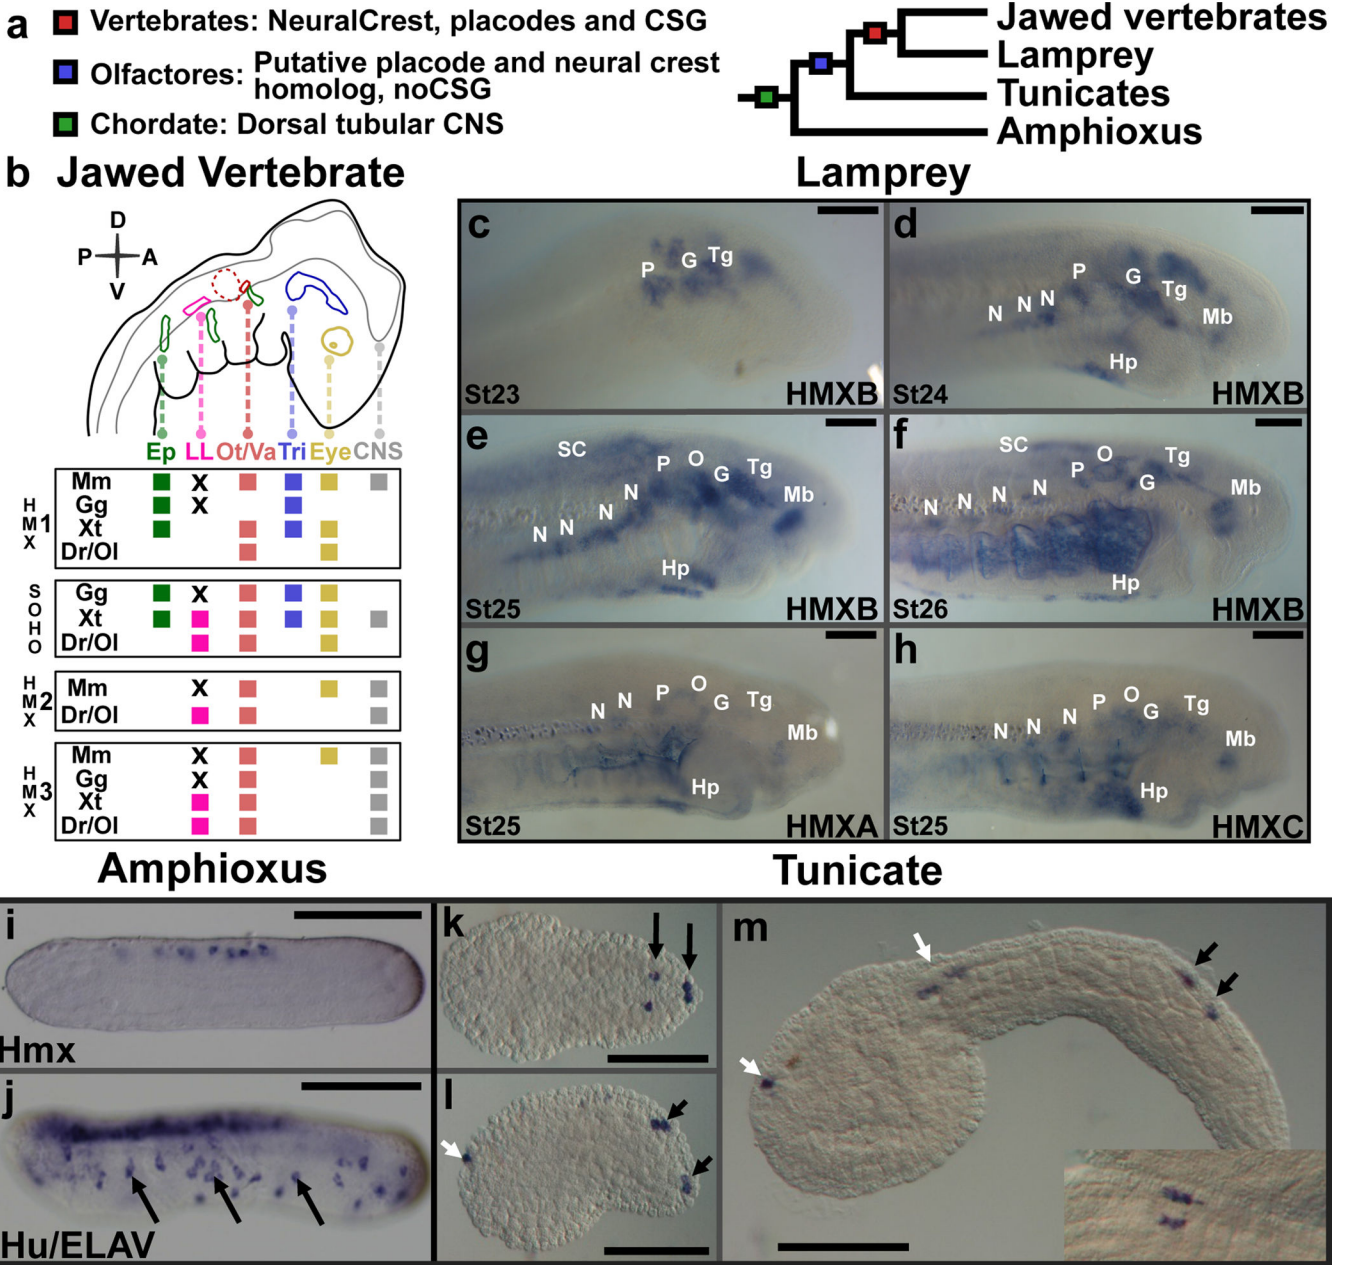 a
Vertebrates: NeuralCrest, placodes and CSG
Olfactores: Putative placode and neural crest
homolog, noCSG
Chordate: Dorsal tubular CNS
Jawed vertebrates
Lamprey
Tunicates
Amphioxus
b Jawed Vertebrate
D
P A
V
Ep LL Ot/Va Tri Eye CNS
HMX1
Mm X
Gg X
Xt
Dr/Ol
SOHO
Gg X
Xt
Dr/Ol
HMX2
Mm X
Dr/Ol
HMX3
Mm X
Gg X
Xt
Dr/Ol
Lamprey
c
P G Tg
St23 HMXB
d
N N N P G Tg Mb
Hp
St24 HMXB
e
SC P O G Tg
N N N N Mb
Hp
St25 HMXB
f
SC P O G Tg
N N N N Mb
Hp
St26 HMXB
g
N N P O G Tg
Mb
Hp
St25 HMXA
h
N N N P O G Tg
Mb
Hp
St25 HMXC
Amphioxus
i
Hmx
j
Hu/ELAV
Tunicate
k
l
m